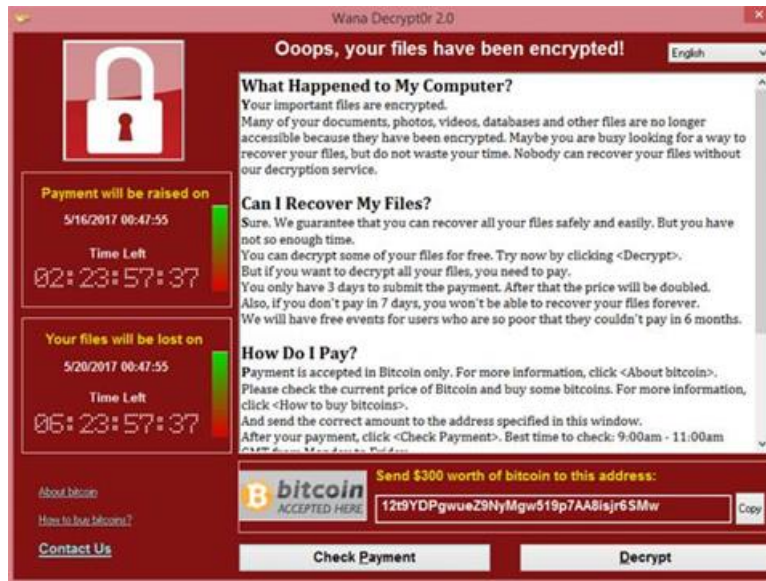 Wana Decrypt0r 2.0
Ooops, your files have been encrypted!
English
What Happened to My Computer?
Your important files are encrypted.
Many of your documents, photos, videos, databases and other files are no longer
accessible because they have been encrypted. Maybe you are busy looking for a way to
recover your files, but do not waste your time. Nobody can recover your files without
our decryption service.
Can I Recover My Files?
Sure. We guarantee that you can recover all your files safely and easily. But you have
not so enough time.
You can decrypt some of your files for free. Try now by clicking <Decrypt>.
But if you want to decrypt all your files, you need to pay.
You only have 3 days to submit the payment. After that the price will be doubled.
Also, if you don't pay in 7 days, you won't be able to recover your files forever.
We will have free events for users who are so poor that they couldn't pay in 6 months.
How Do I Pay?
Payment is accepted in Bitcoin only. For more information, click <About bitcoin>.
Please check the current price of Bitcoin and buy some bitcoins. For more information,
click <How to buy bitcoins>.
And send the correct amount to the address specified in this window.
After your payment, click <Check Payment>. Best time to check: 9:00am - 11:00am
GMT from Monday to Friday.
Payment will be raised on
5/16/2017 00:47:55
Time Left
02:23:57:37
Your files will be lost on
5/20/2017 00:47:55
Time Left
06:23:57:37
About bitcoin
How to buy bitcoins?
Contact Us
bitcoin
ACCEPTED HERE
Send $300 worth of bitcoin to this address:
12t9YDPgwueZ9NyMgw519p7AA8isjr6SMw
Copy
Check Payment
Decrypt